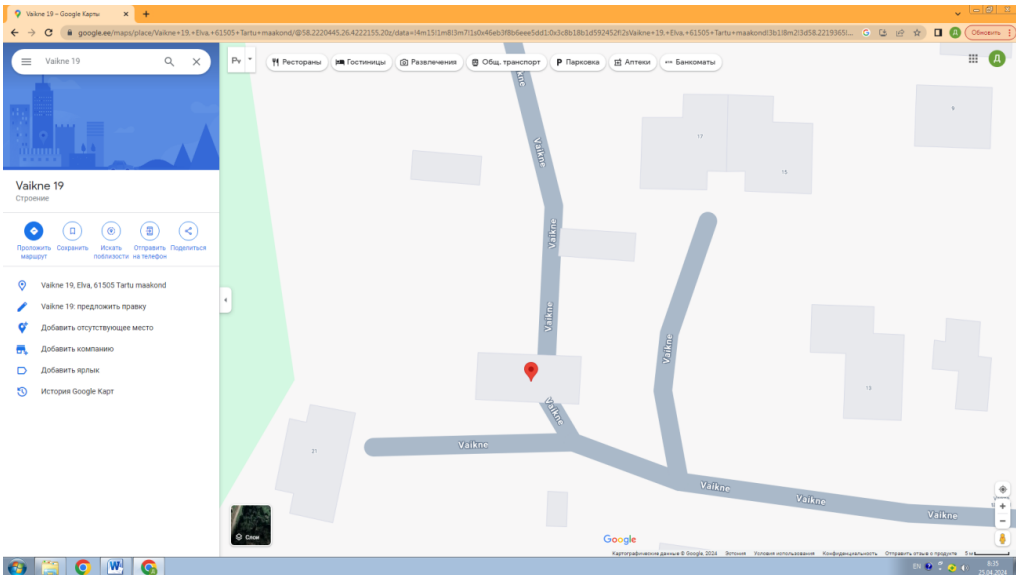 Vaikne 19 – Google Карты
google.ee/maps/place/Vaikne+19,+Elva,+61505+Tartu+maakond/@58.2220445,26.4222155,20z/
Обновить
Vaikne 19
Рестораны
Гостиницы
Развлечения
Общ. транспорт
Парковка
Аптеки
Банкоматы
Д
Vaikne 19
Строение
Проложить маршрут
Сохранить
Искать поблизости
Отправить на телефон
Поделиться
Vaikne 19, Elva, 61505 Tartu maakond
Vaikne 19: предложить правку
Добавить отсутствующее место
Добавить компанию
Добавить ярлык
История Google Карт
Vaikne
Vaikne
Vaikne
Vaikne
Vaikne
Vaikne
Vaikne
Vaikne
Vaikne
Vaikne
17
15
9
13
21
Слои
Google
Картографические данные © Google, 2024 Эстония Условия использования Конфиденциальность Отправить отзыв о продукте 5 м
EN
8:35
25.04.2024